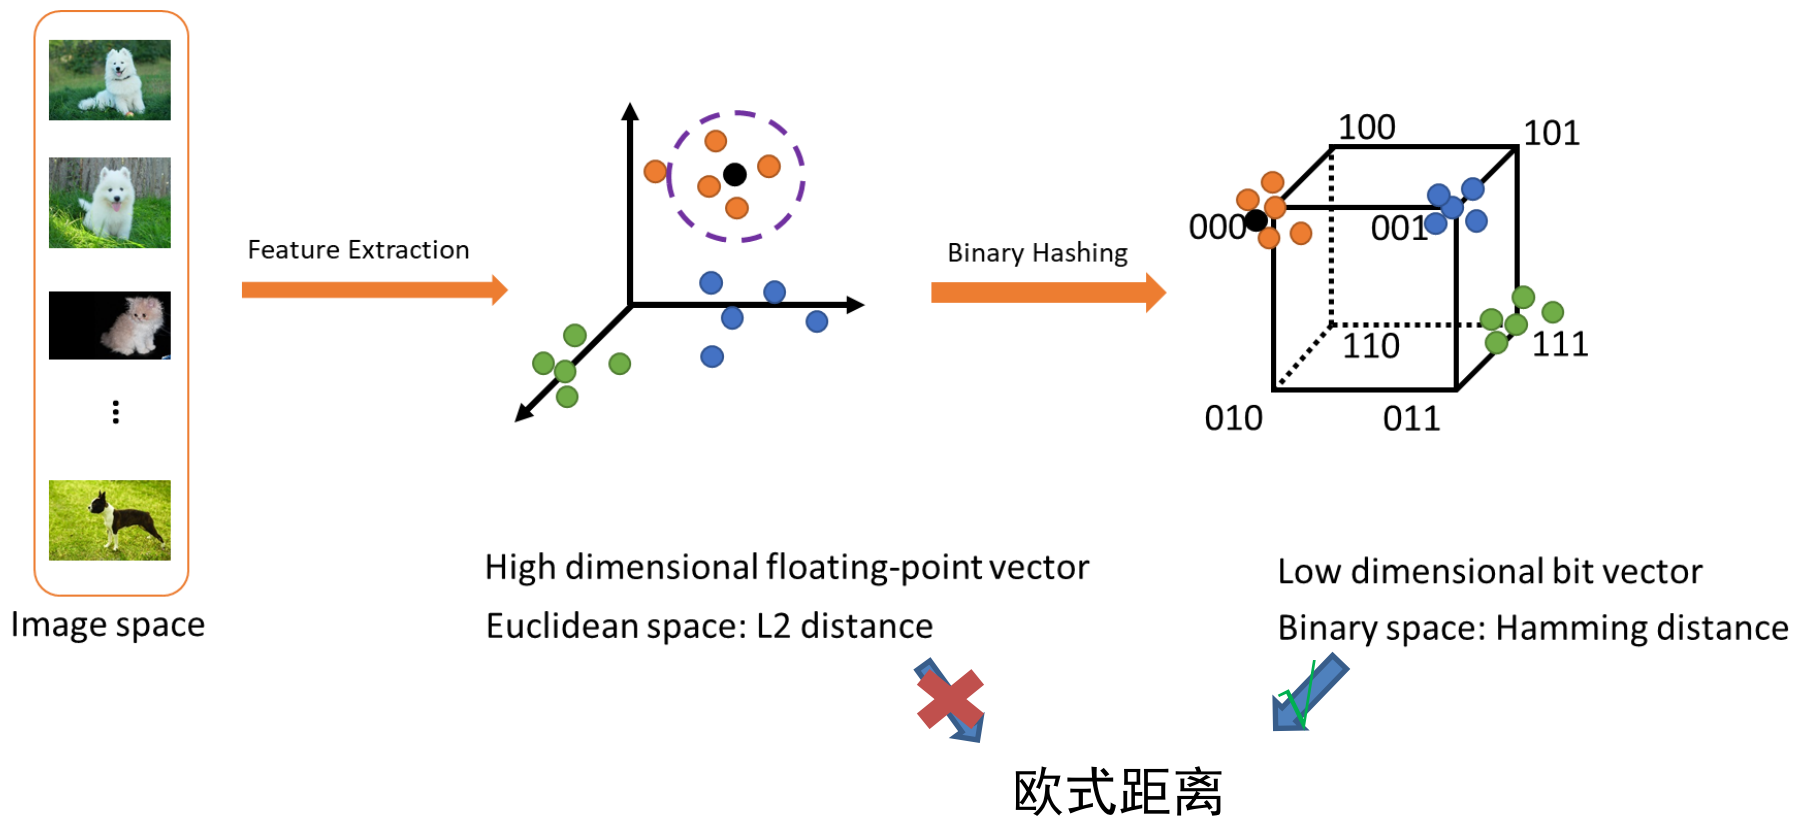 Image space
Feature Extraction
Binary Hashing
100
101
000
001
110
111
010
011
High dimensional floating-point vector
Euclidean space: L2 distance
Low dimensional bit vector
Binary space: Hamming distance
欧式距离